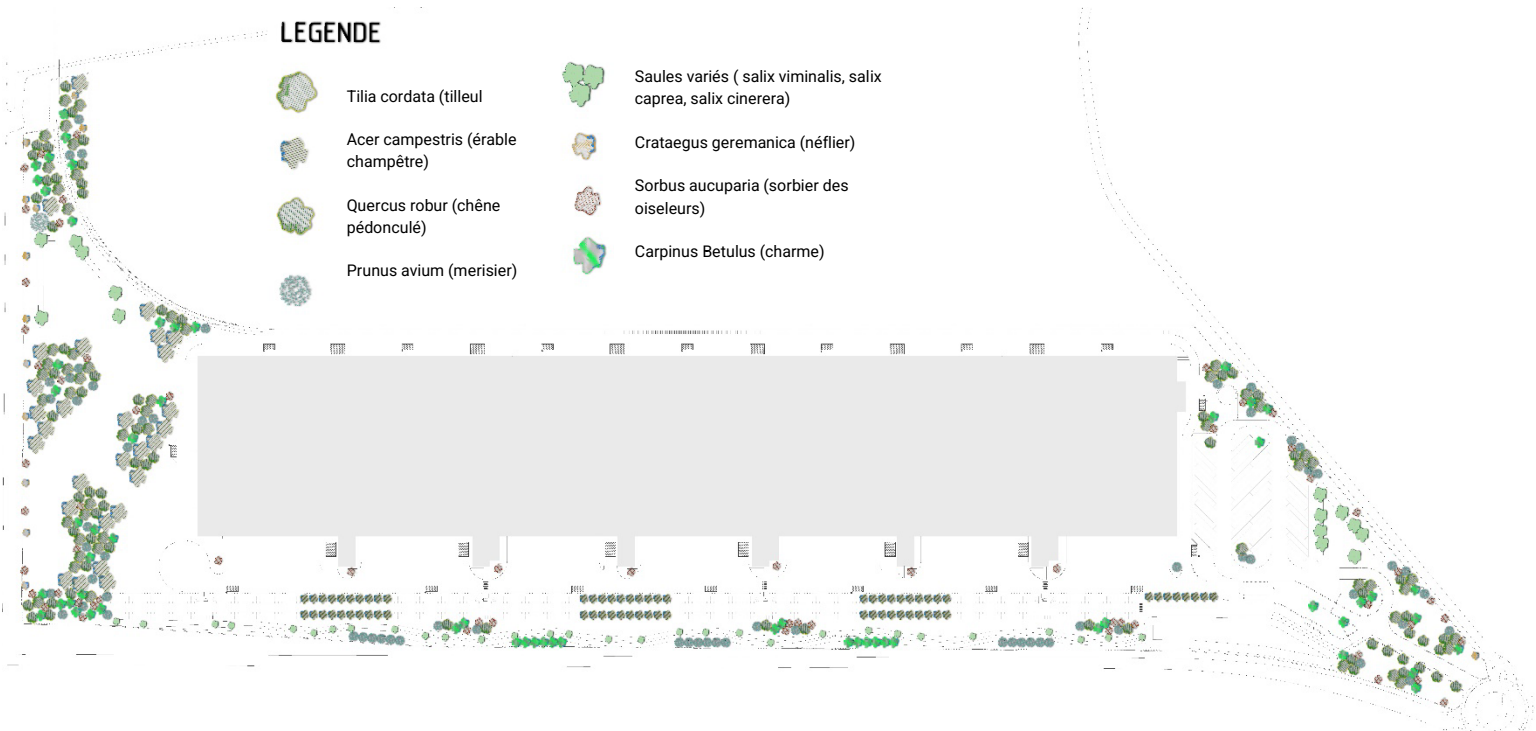 LEGENDE
Tilia cordata (tilleul
Acer campestris (érable
champêtre)
Quercus robur (chêne
pédonculé)
Prunus avium (merisier)
Saules variés ( salix viminalis, salix
caprea, salix cinerera)
Crataegus geremanica (néflier)
Sorbus aucuparia (sorbier des
oiseleurs)
Carpinus Betulus (charme)